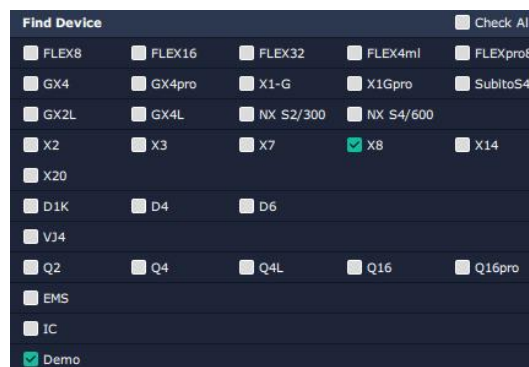 Find Device Check Al
FLEX8 FLEX16 FLEX32 FLEX4ml FLEXpro8
GX4 GX4pro X1-G X1Gpro SubitoS4
GX2L GX4L NX S2/300 NX S4/600
X2 X3 X7 X8 X14
X20
D1K D4 D6
VJ4
Q2 Q4 Q4L Q16 Q16pro
EMS
IC
Demo